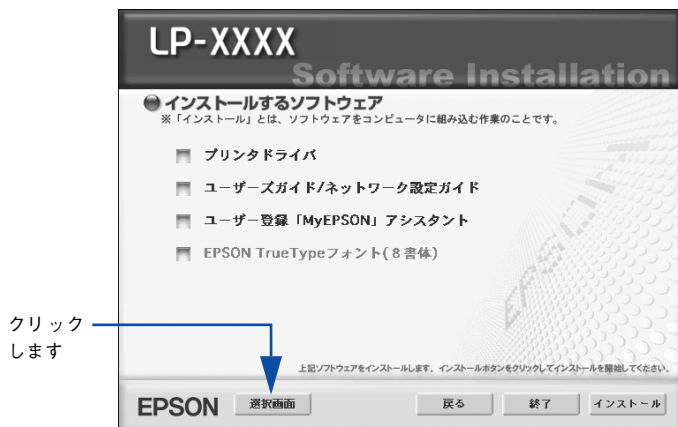 LP-XXXX
Software Installation
インストールするソフトウェア
※「インストール」とは、ソフトウェアをコンピュータに組み込む作業のことです。
プリンタドライバ
ユーザーズガイド/ネットワーク設定ガイド
ユーザー登録「MyEPSON」アシスタント
EPSON TrueTypeフォント(8書体)
EPSON
クリック
します
上記ソフトウェアをインストールします。インストールボタンをクリックしてインストールを開始してください。
EPSON
選択画面
戻る
終了
インストール